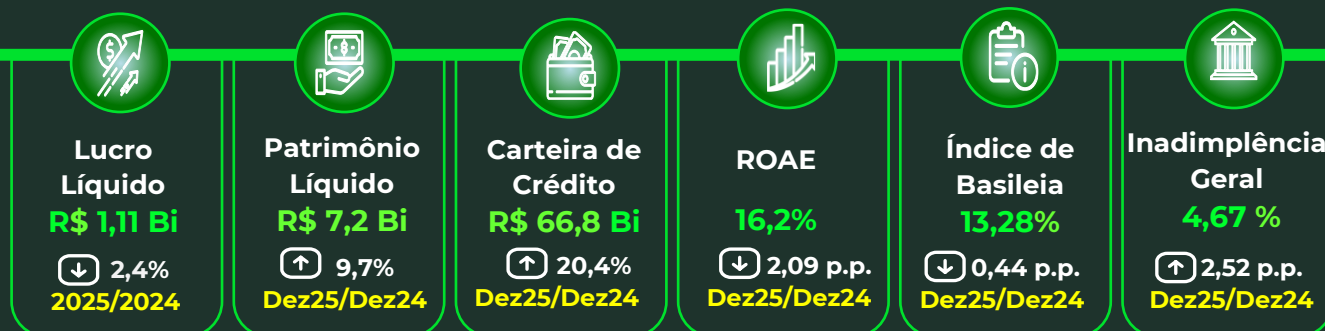 Lucro
Líquido
R$ 1,11 Bi
2,4%
2025/2024
Patrimônio
Líquido
R$ 7,2 Bi
9,7%
Dez25/Dez24
Carteira de
Crédito
R$ 66,8 Bi
20,4%
Dez25/Dez24
ROAE
16,2%
2,09 p.p.
Dez25/Dez24
Índice de
Basileia
13,28%
0,44 p.p.
Dez25/Dez24
Inadimplência
Geral
4,67 %
2,52 p.p.
Dez25/Dez24